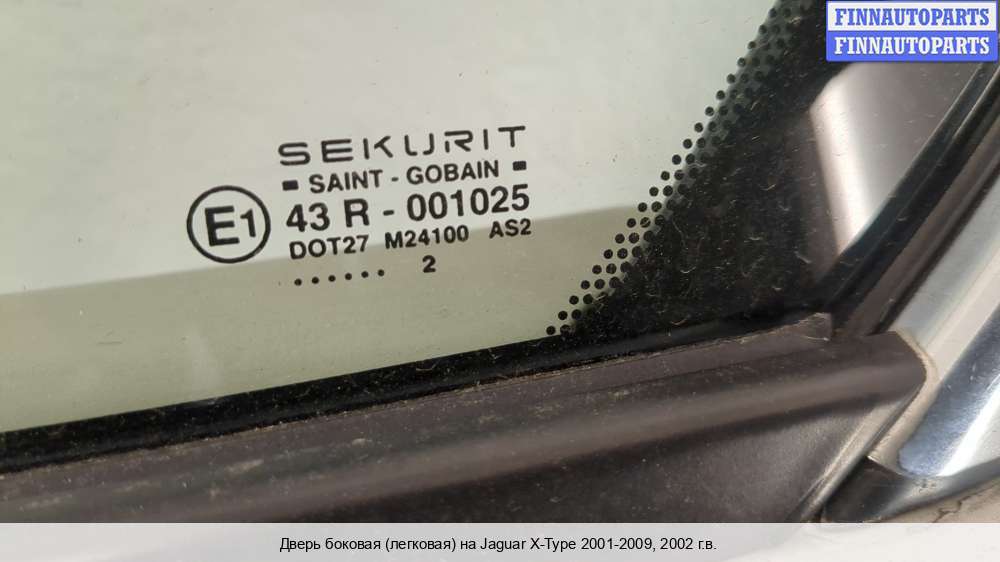 FINNAUTOPARTS
FINNAUTOPARTS
SEKURIT
- SAINT - GOBAIN -
E1
43 R - 001025
DOT27 M24100 AS2
...... 2
Дверь боковая (легковая) на Jaguar X-Type 2001-2009, 2002 г.в.